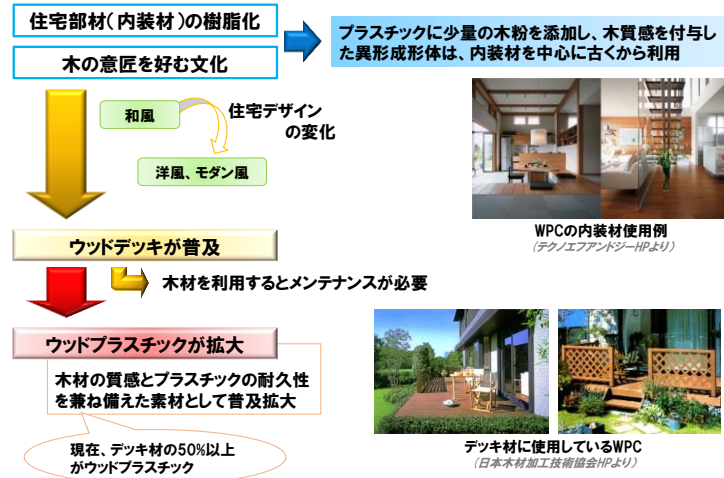 住宅部材(内装材)の樹脂化
木の意匠を好む文化
プラスチックに少量の木粉を添加し、木質感を付与し
た異形成形体は、内装材を中心に古くから利用
和風
住宅デザイン
の変化
洋風、モダン風
WPCの内装材使用例
(テクノエフアンドジーHPより)
ウッドデッキが普及
木材を利用するとメンテナンスが必要
ウッドプラスチックが拡大
木材の質感とプラスチックの耐久性
を兼ね備えた素材として普及拡大
現在、デッキ材の50%以上
がウッドプラスチック
デッキ材に使用しているWPC
(日本木材加工技術協会HPより)